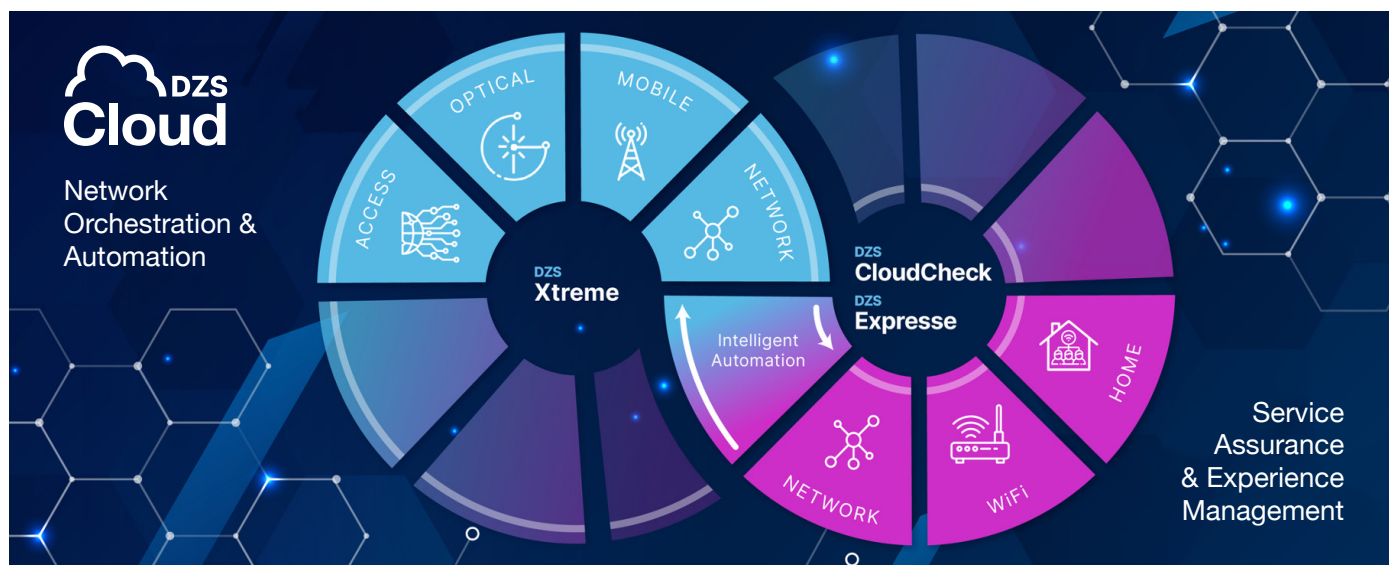 DZS
Cloud
Network
Orchestration &
Automation
ACCESS
OPTICAL
MOBILE
NETWORK
DZS
Xtreme
DZS
CloudCheck
DZS
Expresse
Intelligent
Automation
NETWORK
WiFi
HOME
Service
Assurance
& Experience
Management